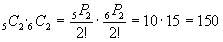 ₅C₂·₆C₂ = ₅P₂/2! · ₆P₂/2! = 10·15 = 150